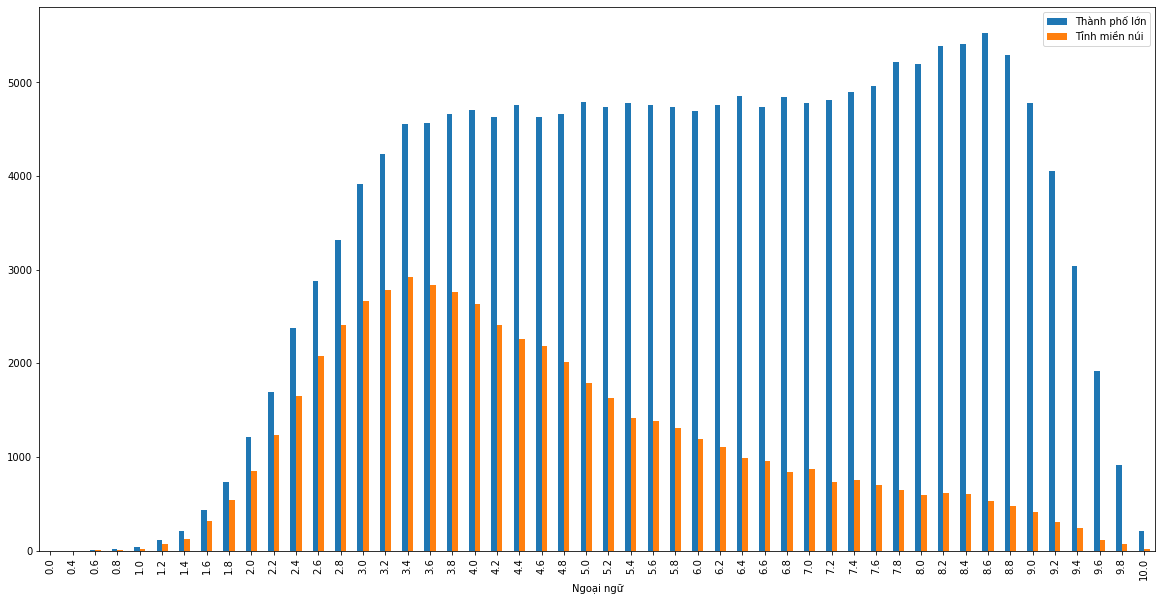 Thành phố lớn
Tỉnh miền núi
5000
4000
3000
2000
1000
0
0.0 0.4 0.6 0.8 1.0 1.2 1.4 1.6 1.8 2.0 2.2 2.4 2.6 2.8 3.0 3.2 3.4 3.6 3.8 4.0 4.2 4.4 4.6 4.8 5.0 5.2 5.4 5.6 5.8 6.0 6.2 6.4 6.6 6.8 7.0 7.2 7.4 7.6 7.8 8.0 8.2 8.4 8.6 8.8 9.0 9.2 9.4 9.6 9.8 10.0
Ngoại ngữ